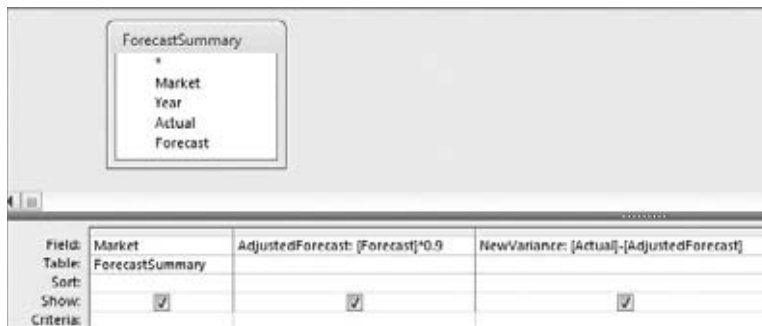 ForecastSummary
*
Market
Year
Actual
Forecast
Field: Market AdjustedForecast: [Forecast]*0.9 NewVariance: [Actual]-[AdjustedForecast]
Table: ForecastSummary
Sort:
Show:
Criteria: